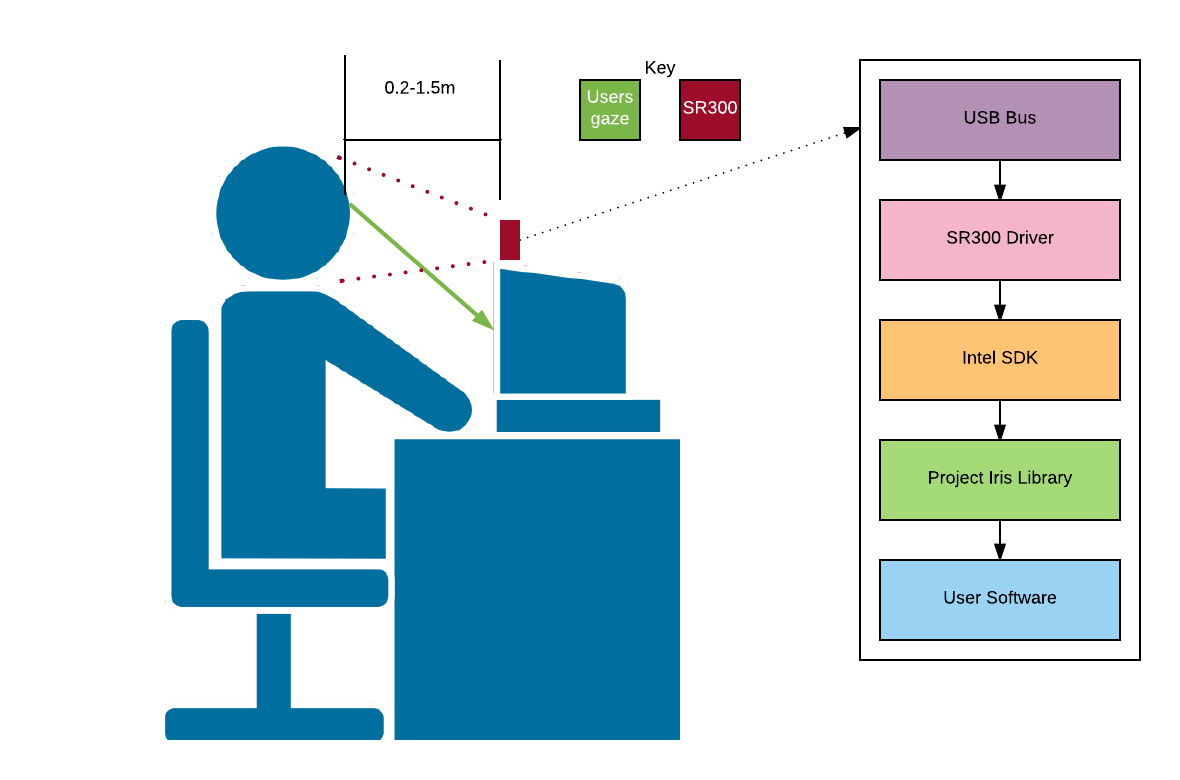 0.2-1.5m
Key
Users
gaze
SR300
USB Bus
SR300 Driver
Intel SDK
Project Iris Library
User Software